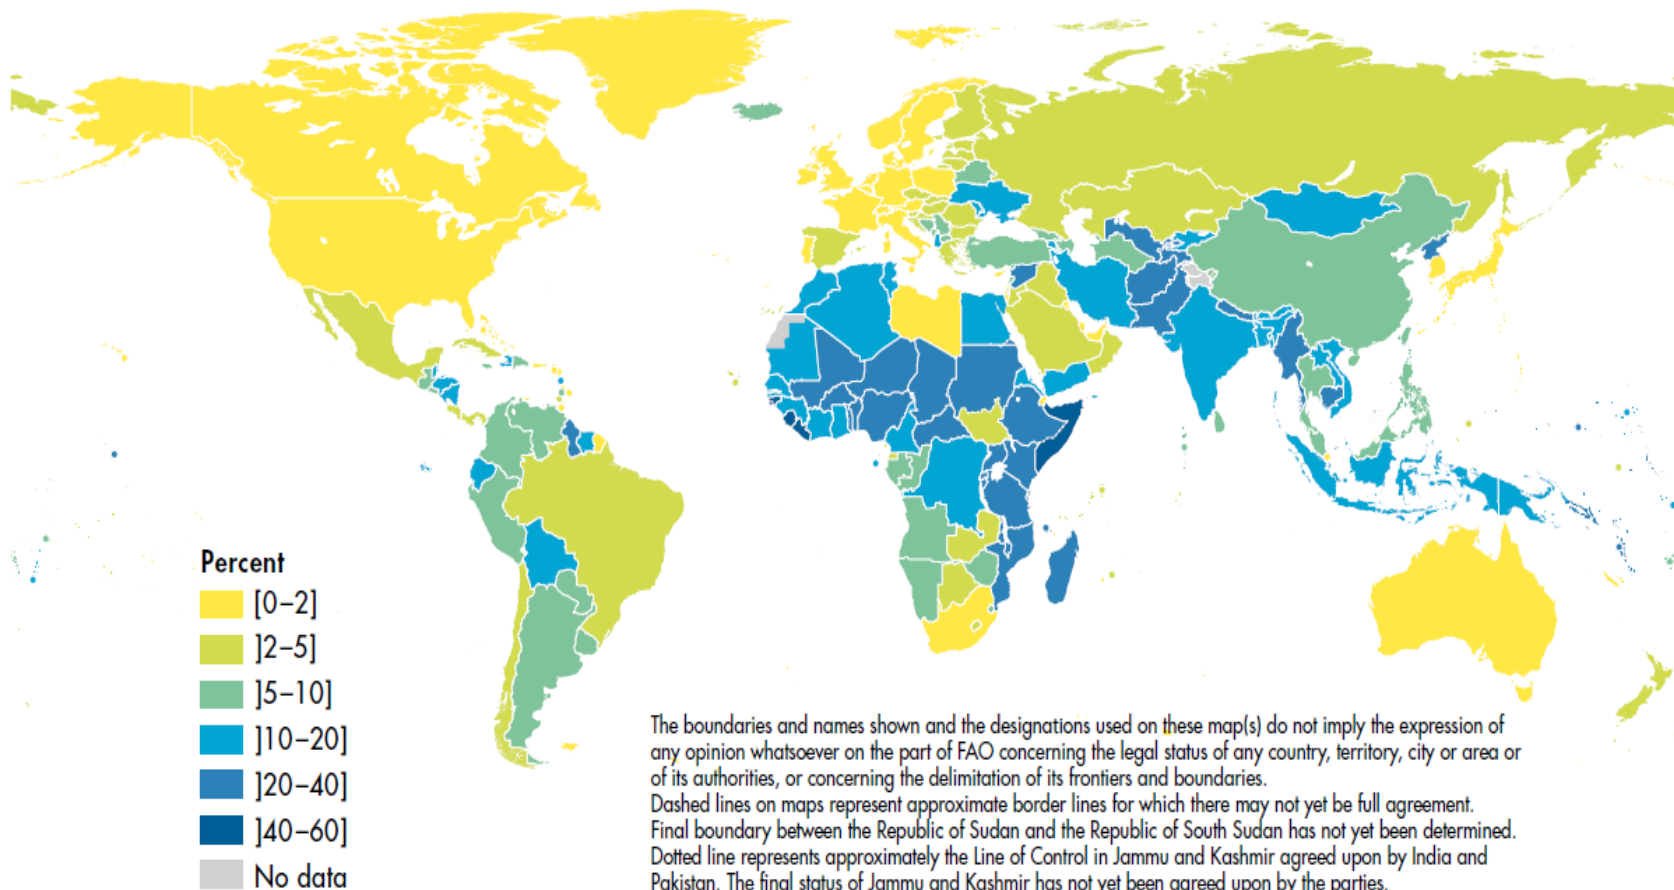 Percent
[0–2]
]2–5]
]5–10]
]10–20]
]20–40]
]40–60]
No data
The boundaries and names shown and the designations used on these map(s) do not imply the expression of
any opinion whatsoever on the part of FAO concerning the legal status of any country, territory, city or area or
of its authorities, or concerning the delimitation of its frontiers and boundaries.
Dashed lines on maps represent approximate border lines for which there may not yet be full agreement.
Final boundary between the Republic of Sudan and the Republic of South Sudan has not yet been determined.
Dotted line represents approximately the Line of Control in Jammu and Kashmir agreed upon by India and
Pakistan. The final status of Jammu and Kashmir has not yet been agreed upon by the parties.